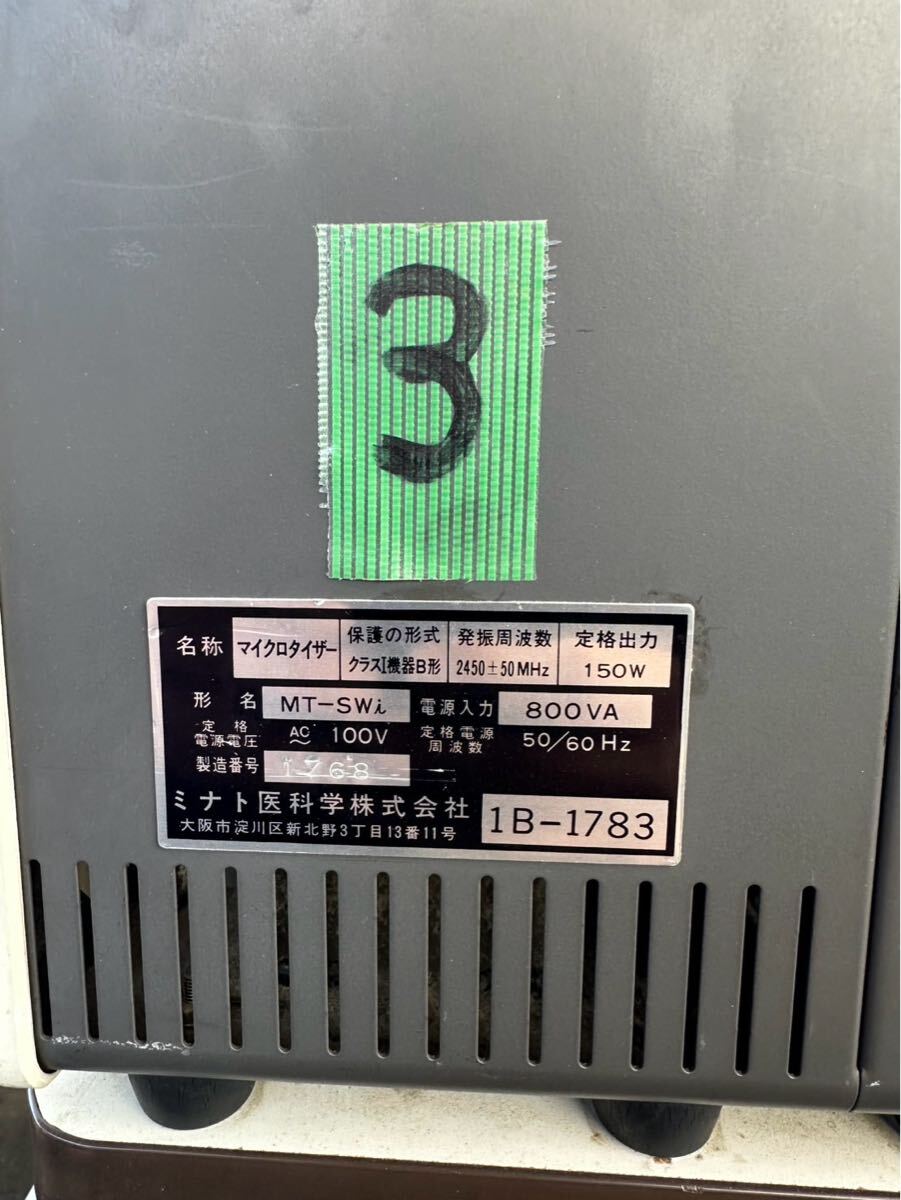 3
名称 マイクロタイザー 保護の形式 クラスI機器B形 発振周波数 2450±50MHz 定格出力 150W
形名 MT-SWi 電源入力 800VA
定格電源電圧 AC ~ 100V 定格電源周波数 50/60Hz
製造番号 1768
ミナト医科学株式会社
大阪市淀川区新北野3丁目13番11号
1B-1783